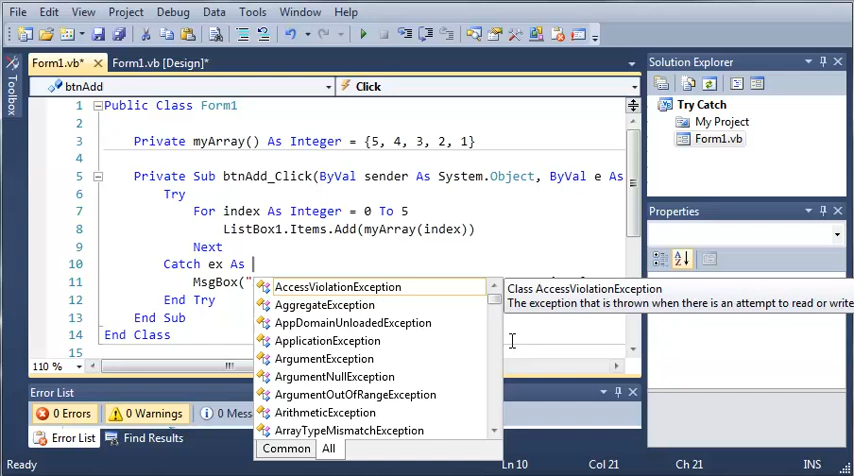 File Edit View Project Debug Data Tools Window Help
Form1.vb* Form1.vb [Design]*
Toolbox
btnAdd Click
1 Public Class Form1
2
3 Private myArray() As Integer = {5, 4, 3, 2, 1}
4
5 Private Sub btnAdd_Click(ByVal sender As System.Object, ByVal e As
6 Try
7 For index As Integer = 0 To 5
8 ListBox1.Items.Add(myArray(index))
9 Next
10 Catch ex As
11 MsgBox("
12 End Try
13 End Sub
14 End Class
15
AccessViolationException
AggregateException
AppDomainUnloadedException
ApplicationException
ArgumentException
ArgumentNullException
ArgumentOutOfRangeException
ArithmeticException
ArrayTypeMismatchException
Common All
Class AccessViolationException
The exception that is thrown when there is an attempt to read or write
110 %
Solution Explorer
Try Catch
My Project
Form1.vb
Properties
Error List
0 Errors 0 Warnings 0 Mess
Error List Find Results
Ready Ln 10 Col 21 Ch 21 INS